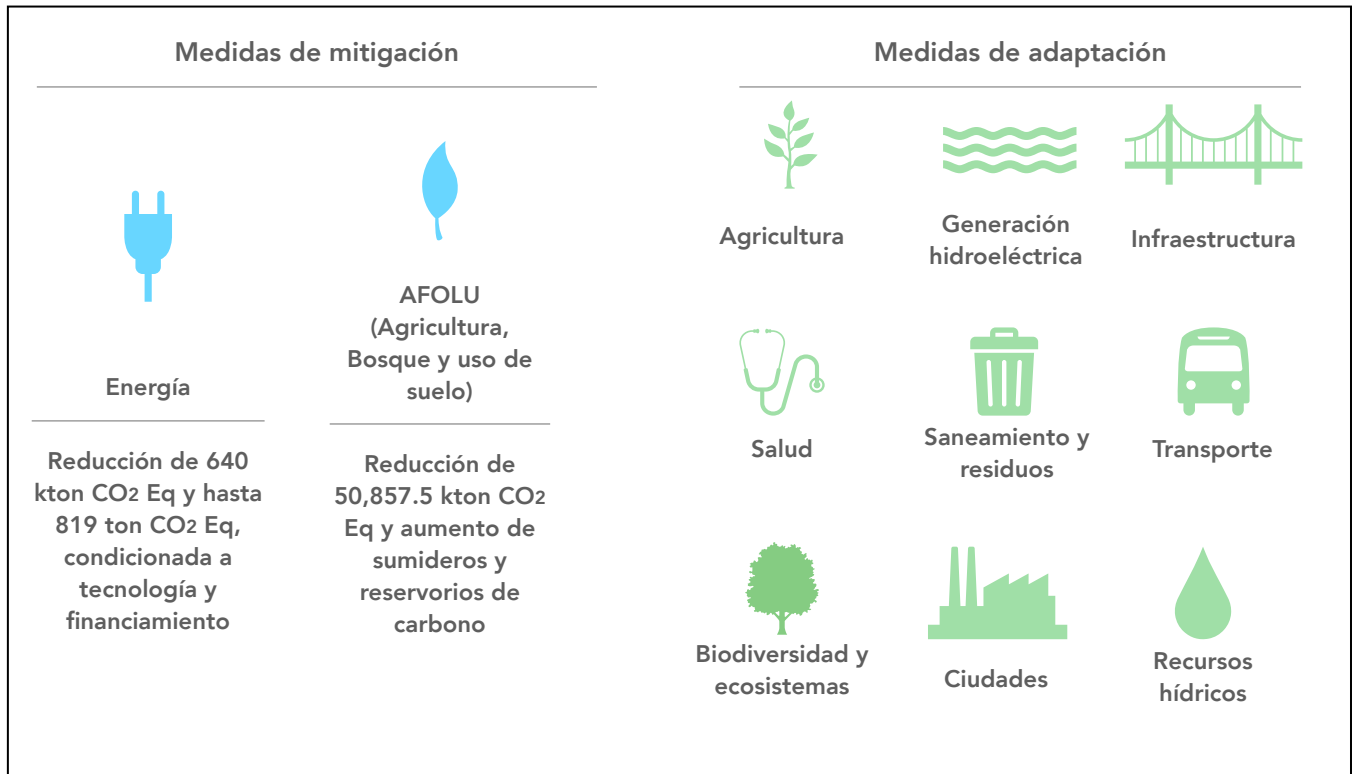 Medidas de mitigación
Energía
Reducción de 640
kton CO2 Eq y hasta
819 ton CO2 Eq,
condicionada a
tecnología y
financiamiento
AFOLU
(Agricultura,
Bosque y uso de
suelo)
Reducción de
50,857.5 kton CO2
Eq y aumento de
sumideros y
reservorios de
carbono
Medidas de adaptación
Agricultura
Generación
hidroeléctrica
Infraestructura
Salud
Saneamiento y
residuos
Transporte
Biodiversidad y
ecosistemas
Ciudades
Recursos
hídricos